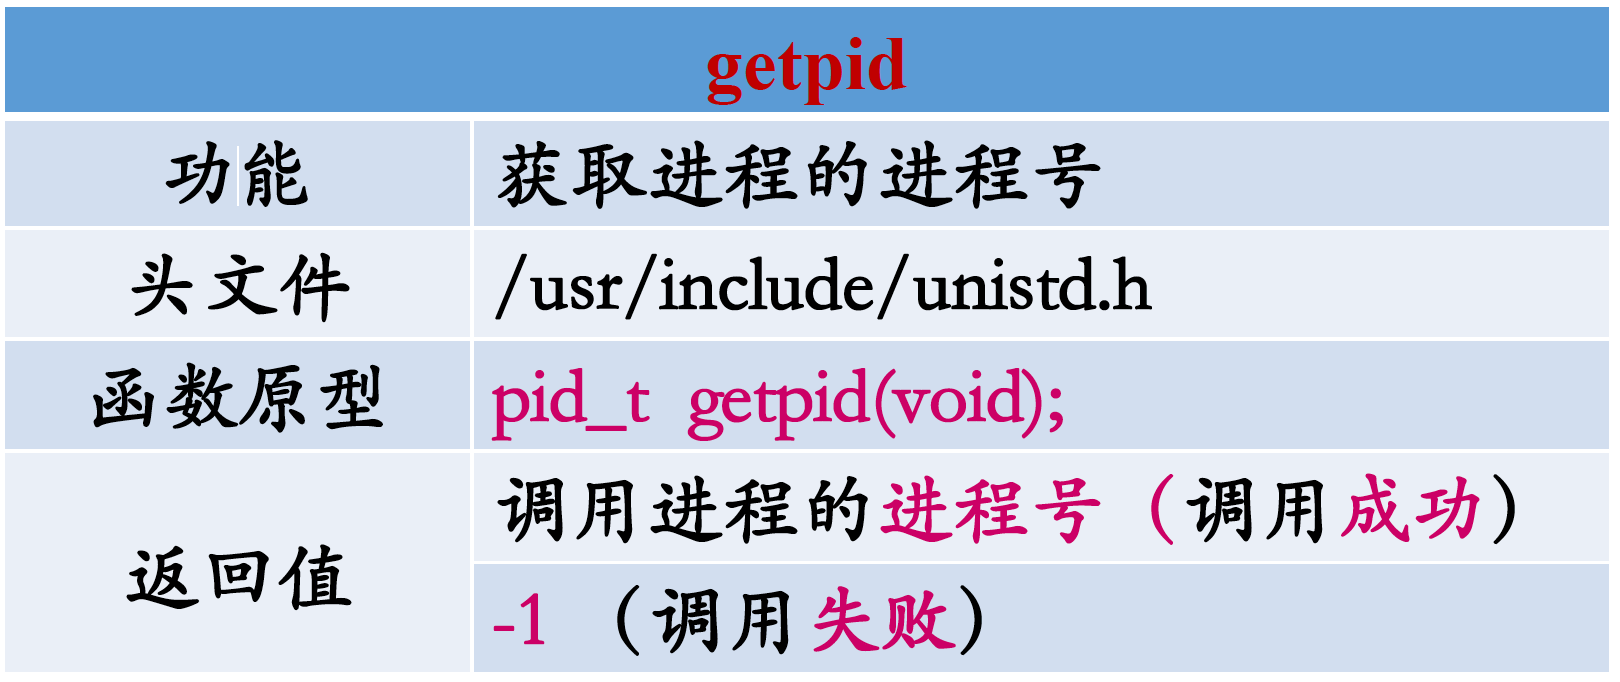 getpid
功能
获取进程的进程号
头文件
/usr/include/unistd.h
函数原型
pid_t getpid(void);
返回值
调用进程的进程号（调用成功）
-1 （调用失败）